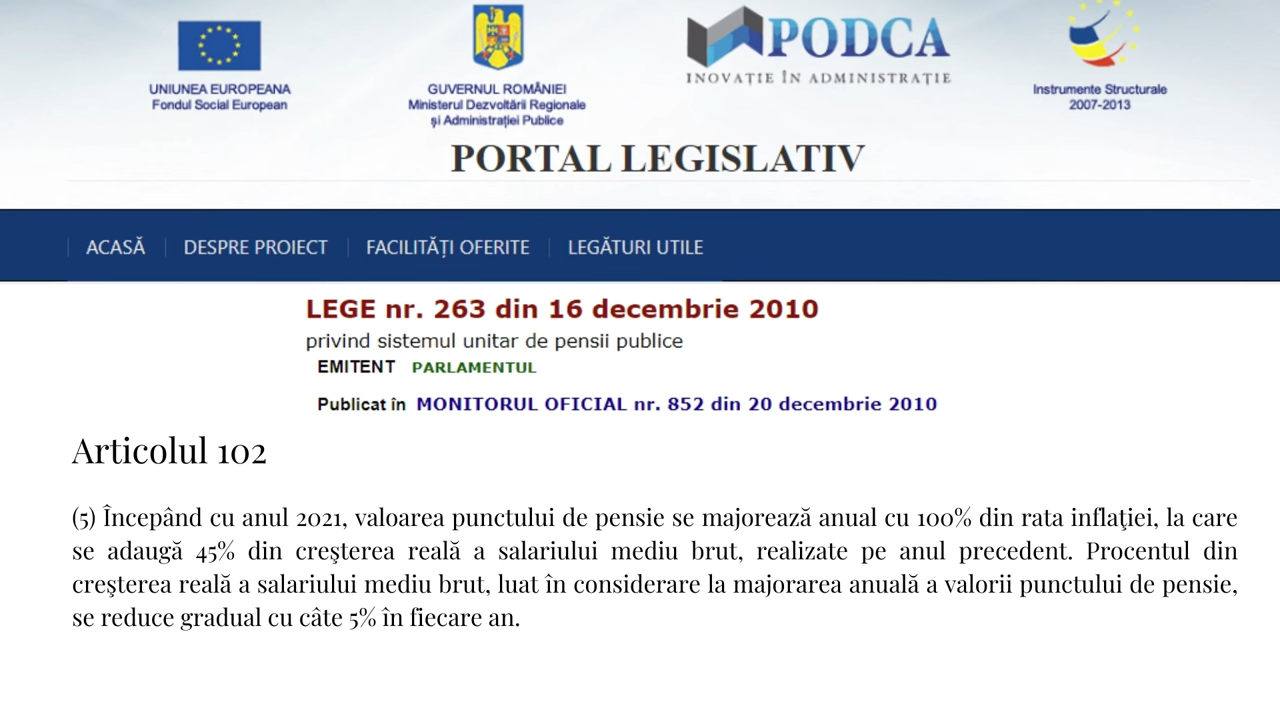 UNIUNEA EUROPEANA
Fondul Social European
GUVERNUL ROMÂNIEI
Ministerul Dezvoltării Regionale
și Administrației Publice
PODCA
INOVAȚIE ÎN ADMINISTRAȚIE
Instrumente Structurale
2007-2013
PORTAL LEGISLATIV
ACASĂ
DESPRE PROIECT
FACILITĂȚI OFERITE
LEGĂTURI UTILE
LEGE nr. 263 din 16 decembrie 2010
privind sistemul unitar de pensii publice
EMITENT PARLAMENTUL
Publicat în MONITORUL OFICIAL nr. 852 din 20 decembrie 2010
Articolul 102
(5) Începând cu anul 2021, valoarea punctului de pensie se majorează anual cu 100% din rata inflaţiei, la care
se adaugă 45% din creşterea reală a salariului mediu brut, realizate pe anul precedent. Procentul din
creşterea reală a salariului mediu brut, luat în considerare la majorarea anuală a valorii punctului de pensie,
se reduce gradual cu câte 5% în fiecare an.